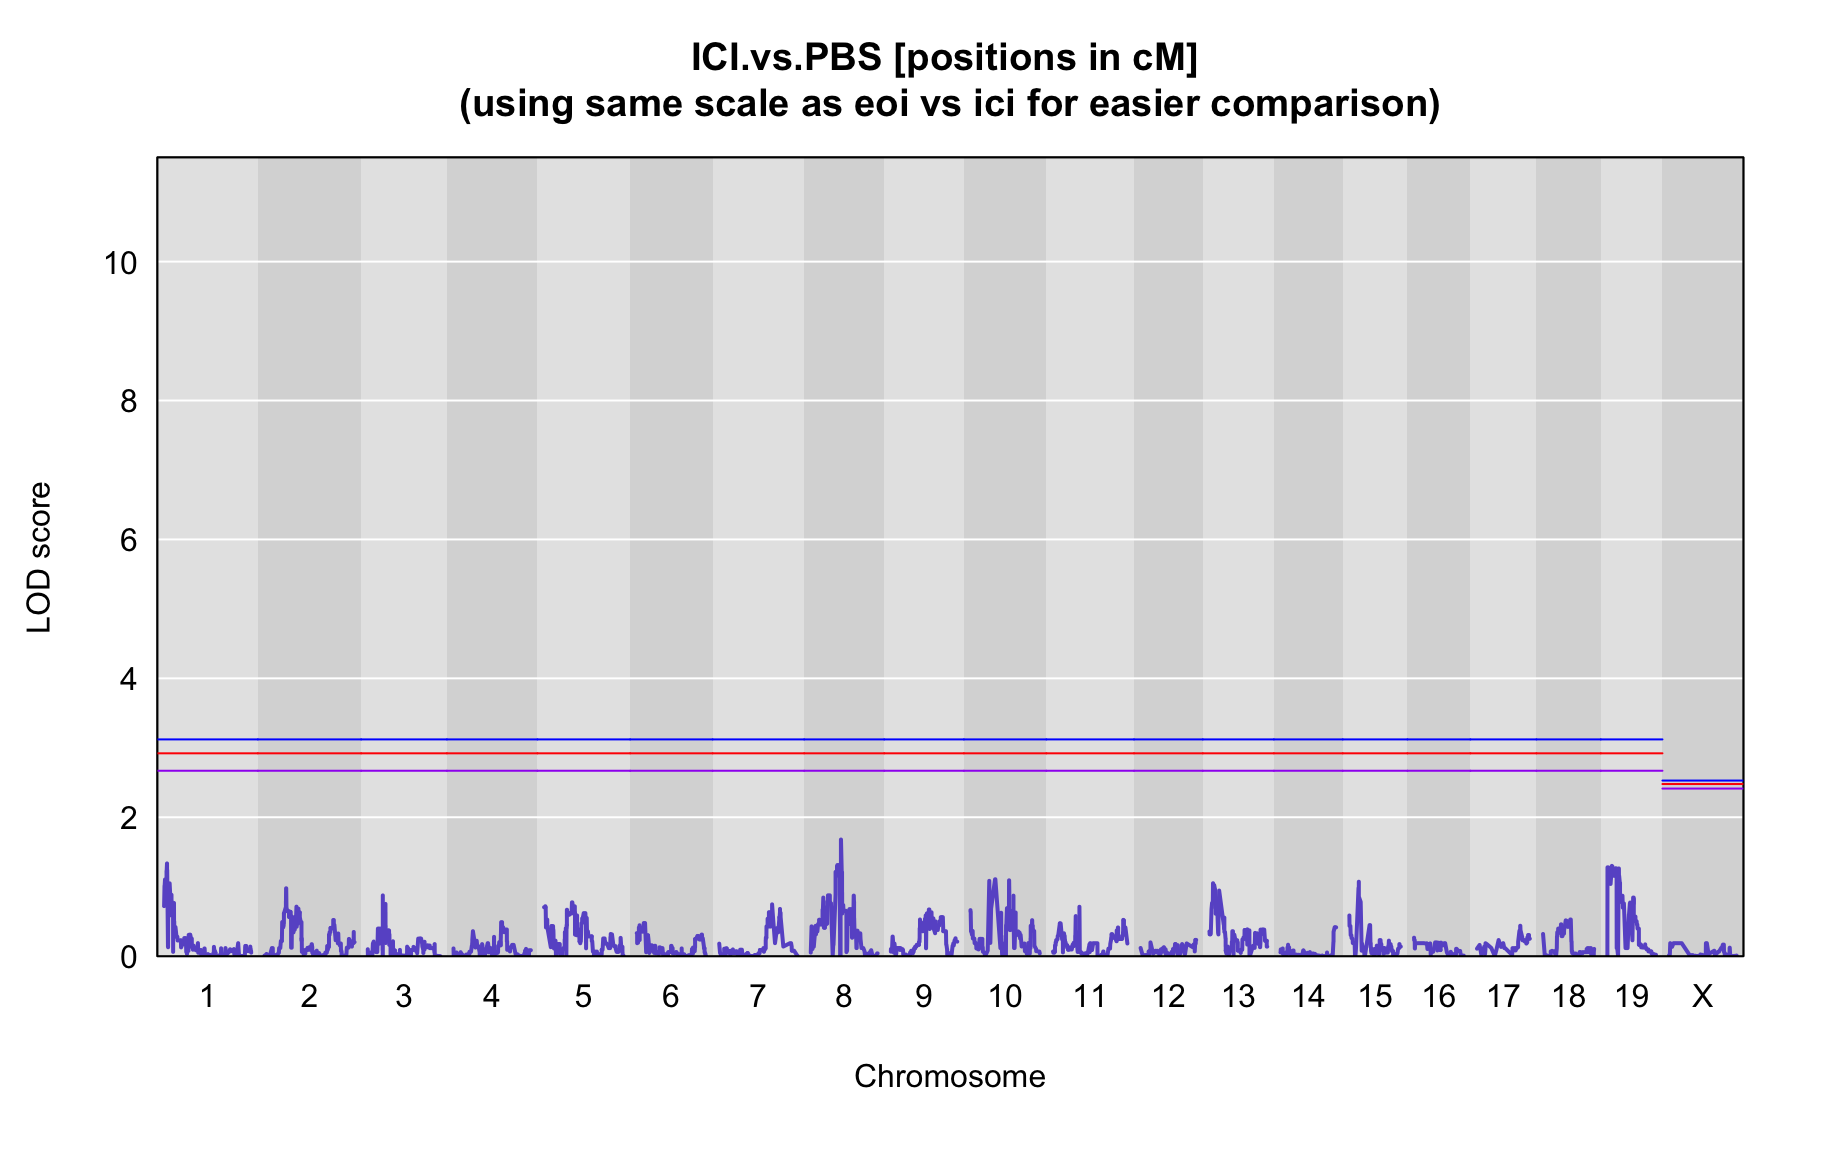 ICI.vs.PBS [positions in cM]
(using same scale as eoi vs ici for easier comparison)
10
8
6
4
2
0
LOD score
1 2 3 4 5 6 7 8 9 10 11 12 13 14 15 16 17 18 19 X
Chromosome